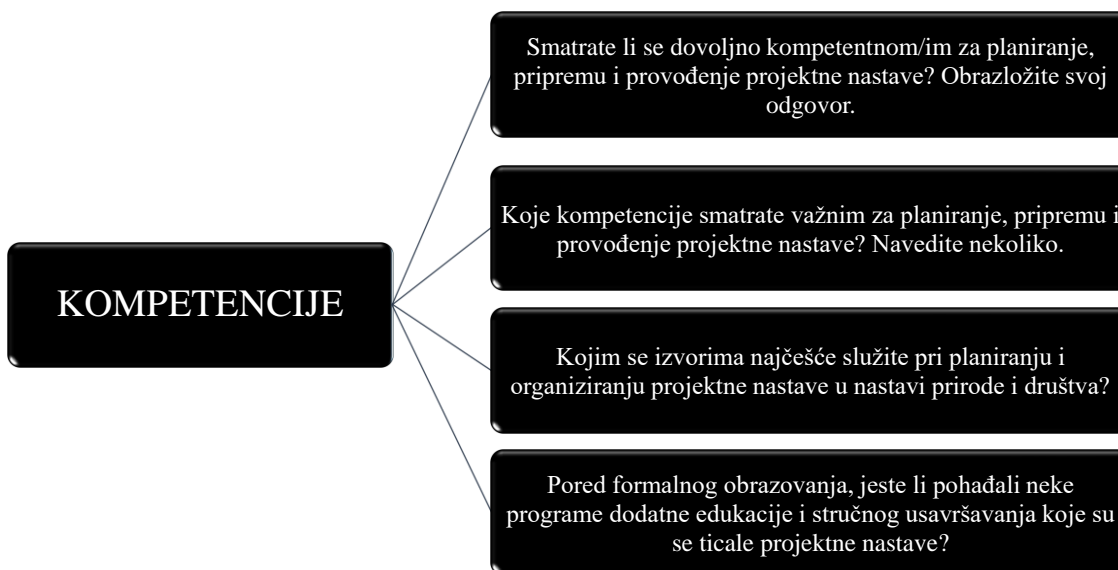 KOMPETENCIJE
Smatrate li se dovoljno kompetentnom/im za planiranje,
pripremu i provođenje projektne nastave? Obrazložite svoj
odgovor.
Koje kompetencije smatrate važnim za planiranje, pripremu i
provođenje projektne nastave? Navedite nekoliko.
Kojim se izvorima najčešće služite pri planiranju i
organiziranju projektne nastave u nastavi prirode i društva?
Pored formalnog obrazovanja, jeste li pohađali neke
programe dodatne edukacije i stručnog usavršavanja koje su
se ticale projektne nastave?